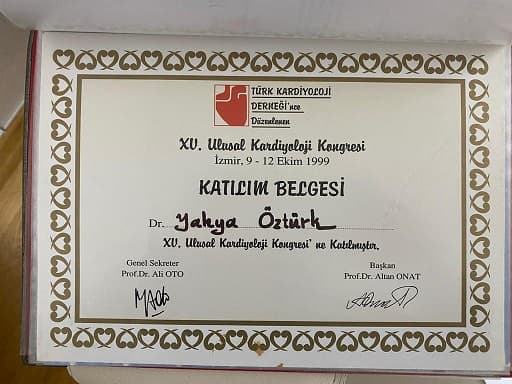 TÜRK KARDİYOLOJİ
DERNEĞİ'nce
Düzenlenen
XV. Ulusal Kardiyoloji Kongresi
İzmir, 9 - 12 Ekim 1999
KATILIM BELGESİ
Dr. Yahya Öztürk
XV. Ulusal Kardiyoloji Kongresi' ne Katılmıştır.
Genel Sekreter
Prof.Dr. Ali OTO
Başkan
Prof.Dr. Altan ONAT